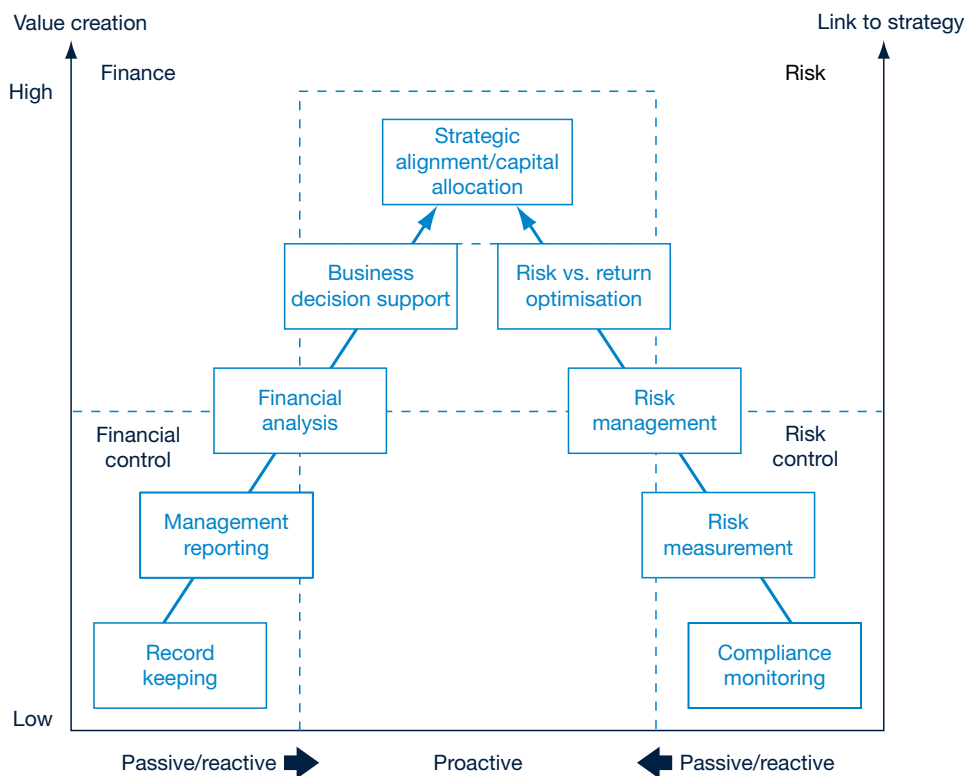 Value creation
Link to strategy
High
Finance
Risk
Strategic
alignment/capital
allocation
Business
decision support
Risk vs. return
optimisation
Financial
analysis
Risk
management
Financial
control
Risk
control
Management
reporting
Risk
measurement
Record
keeping
Compliance
monitoring
Low
Passive/reactive
Proactive
Passive/reactive